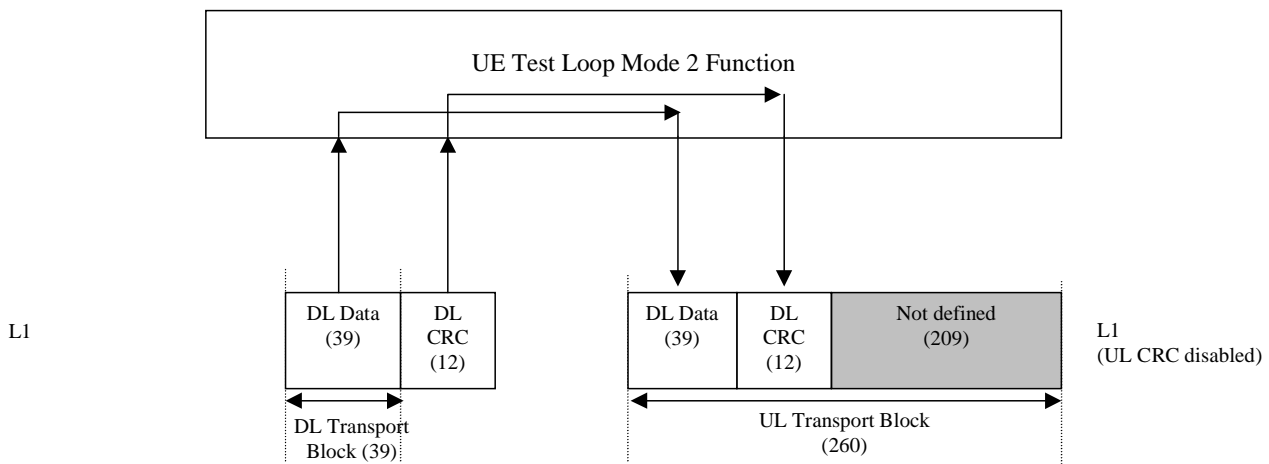 UE Test Loop Mode 2 Function
L1
DL Data
(39)
DL
CRC
(12)
DL Data
(39)
DL
CRC
(12)
Not defined
(209)
L1
(UL CRC disabled)
DL Transport
Block (39)
UL Transport Block
(260)